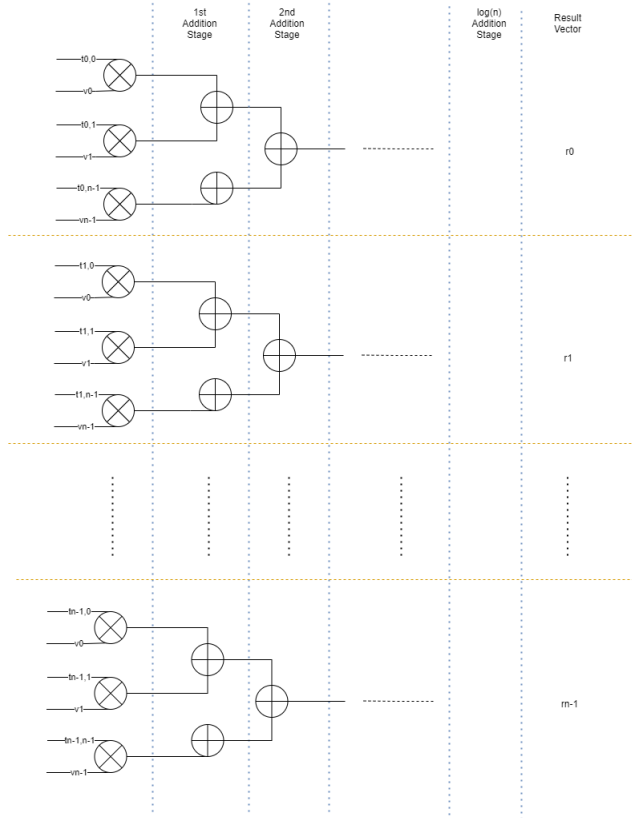 1st
Addition
Stage
2nd
Addition
Stage
log(n)
Addition
Stage
Result
Vector
t0,0
v0
t0,1
v1
t0,n-1
vn-1
r0
t1,0
v0
t1,1
v1
t1,n-1
vn-1
r1
tn-1,0
v0
tn-1,1
v1
tn-1,n-1
vn-1
rn-1